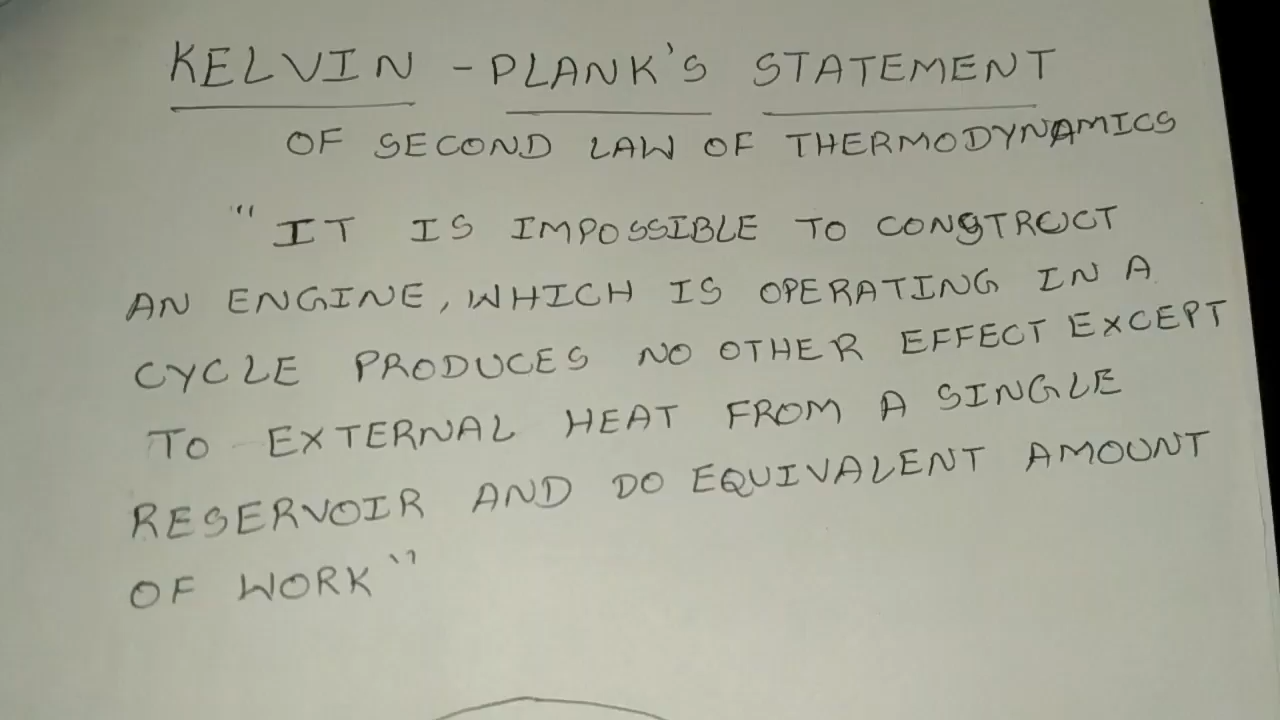 KELVIN - PLANK'S STATEMENT
OF SECOND LAW OF THERMODYNAMICS
"IT IS IMPOSSIBLE TO CONSTRUCT
AN ENGINE, WHICH IS OPERATING IN A
CYCLE PRODUCES NO OTHER EFFECT EXCEPT
TO EXTERNAL HEAT FROM A SINGLE
RESERVOIR AND DO EQUIVALENT AMOUNT
OF WORK"